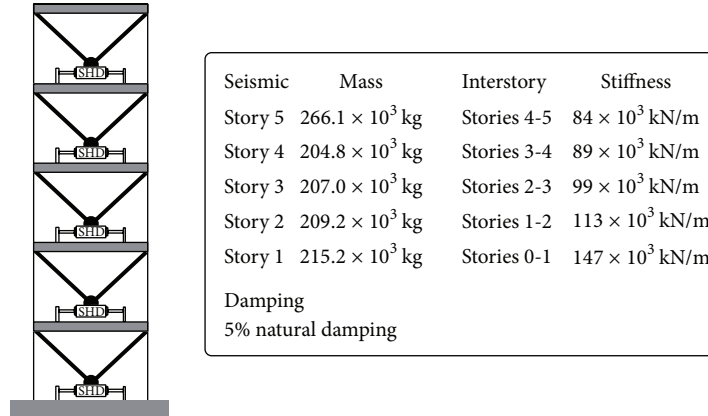 SHD
SHD
SHD
SHD
SHD
Seismic Mass Interstory Stiffness
Story 5 266.1 × 10³ kg Stories 4-5 84 × 10³ kN/m
Story 4 204.8 × 10³ kg Stories 3-4 89 × 10³ kN/m
Story 3 207.0 × 10³ kg Stories 2-3 99 × 10³ kN/m
Story 2 209.2 × 10³ kg Stories 1-2 113 × 10³ kN/m
Story 1 215.2 × 10³ kg Stories 0-1 147 × 10³ kN/m
Damping
5% natural damping